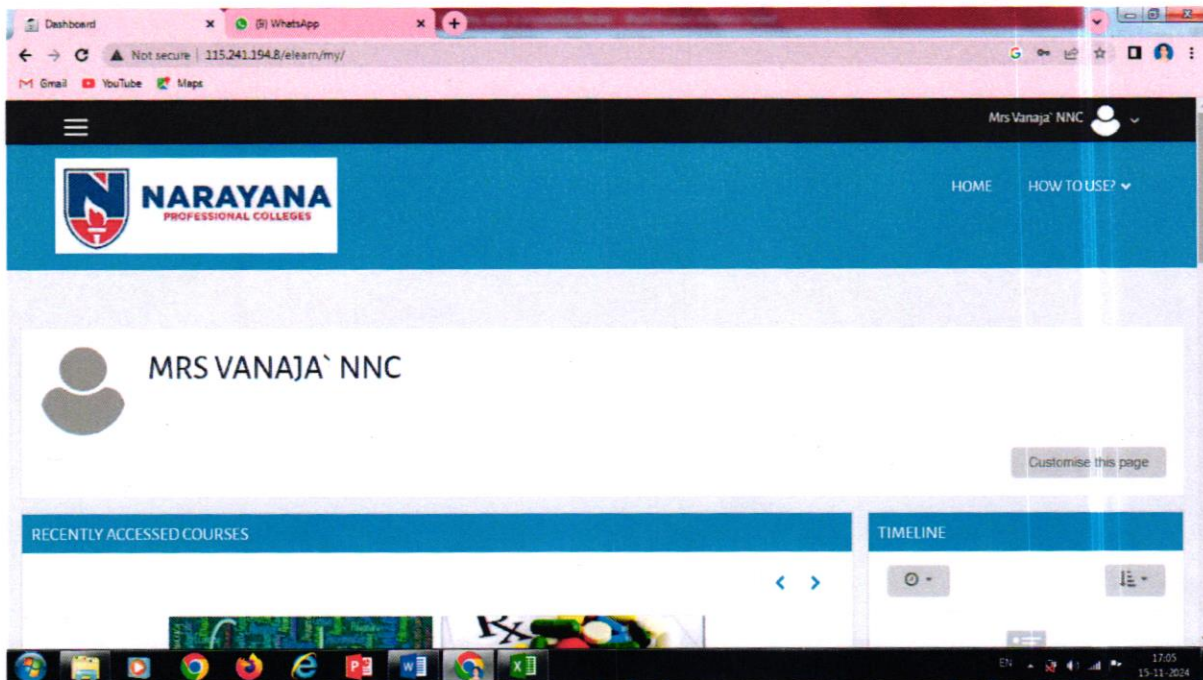 Dashboard
(9) WhatsApp
Not secure | 115.241.194.8/elearn/my/
Gmail
YouTube
Maps
Mrs Vanaja` NNC
NARAYANA
PROFESSIONAL COLLEGES
HOME
HOW TO USE?
MRS VANAJA` NNC
Customise this page
RECENTLY ACCESSED COURSES
TIMELINE
Rx
EN
17:05
15-11-2024